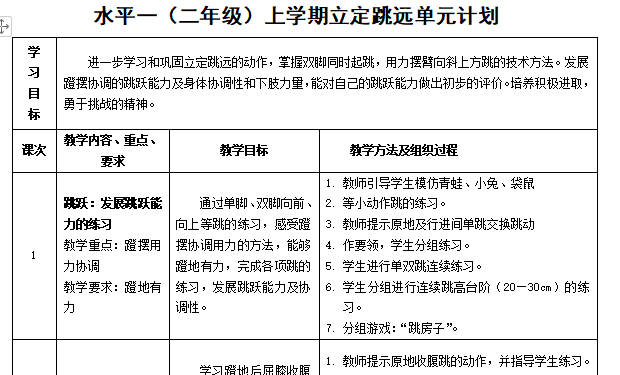 水平一（二年级）上学期立定跳远单元计划
学
习
目
标
进一步学习和巩固立定跳远的动作，掌握双脚同时起跳，用力摆臂向斜上方跳的技术方法。发展
蹬摆协调的跳跃能力及身体协调性和下肢力量，能对自己的跳跃能力做出初步的评价。培养积极进取，
勇于挑战的精神。
课次
教学内容、重点、
要求
教学目标
教学方法及组织过程
1
跳跃：发展跳跃能
力的练习
教学重点：蹬摆用
力协调
教学要求：蹬地有
力
通过单脚、双脚向前、
向上等跳的练习，感受蹬
摆协调用力的方法，能够
蹬地有力，完成各项跳的
练习，发展跳跃能力及协
调性。
1. 教师引导学生模仿青蛙、小兔、袋鼠
2. 等小动作跳的练习。
3. 教师提示原地及行进间单跳交换跳动
4. 作要领，学生分组练习。
5. 学生进行单双跳连续练习。
6. 学生分组进行连续跳高台阶（20—30㎝）的练
习。
7. 分组游戏：“跳房子”。
学习蹬地后屈膝收腹
1. 教师提示原地收腹跳的动作，并指导学生练习。